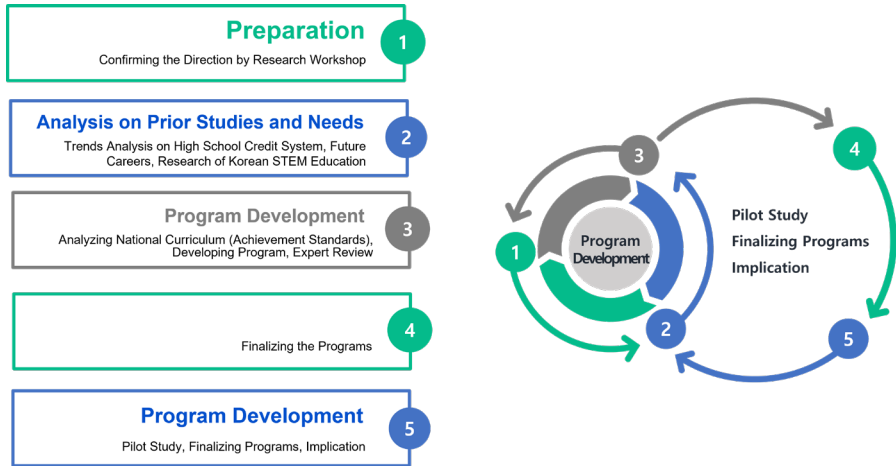 Preparation
1
Confirming the Direction by Research Workshop
Analysis on Prior Studies and Needs
2
Trends Analysis on High School Credit System, Future
Careers, Research of Korean STEM Education
Program Development
3
Analyzing National Curriculum (Achievement Standards),
Developing Program, Expert Review
4
Finalizing the Programs
Program Development
5
Pilot Study, Finalizing Programs, Implication
3
4
1
Program
Development
Pilot Study
Finalizing Programs
Implication
2
5